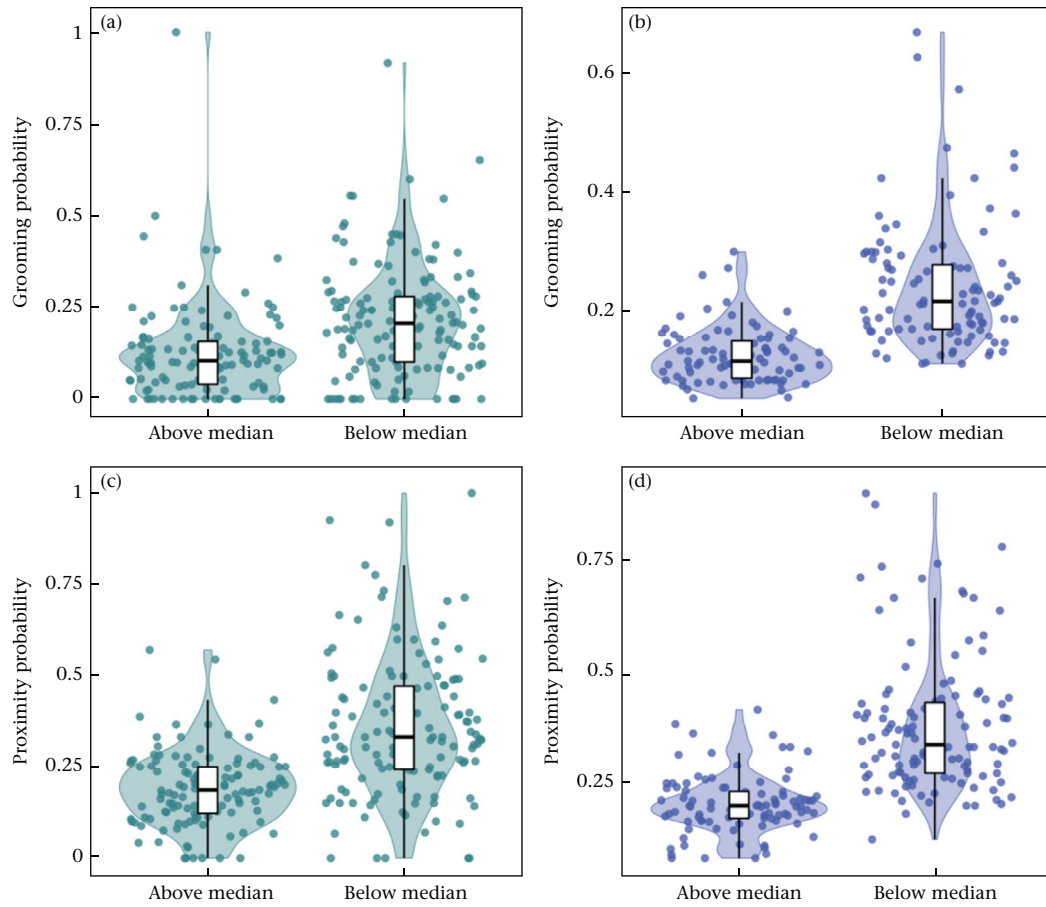 (a)
Grooming probability
1
0.75
0.5
0.25
0
Above median
Below median
(b)
Grooming probability
0.6
0.4
0.2
Above median
Below median
(c)
Proximity probability
1
0.75
0.5
0.25
0
Above median
Below median
(d)
Proximity probability
0.75
0.5
0.25
Above median
Below median